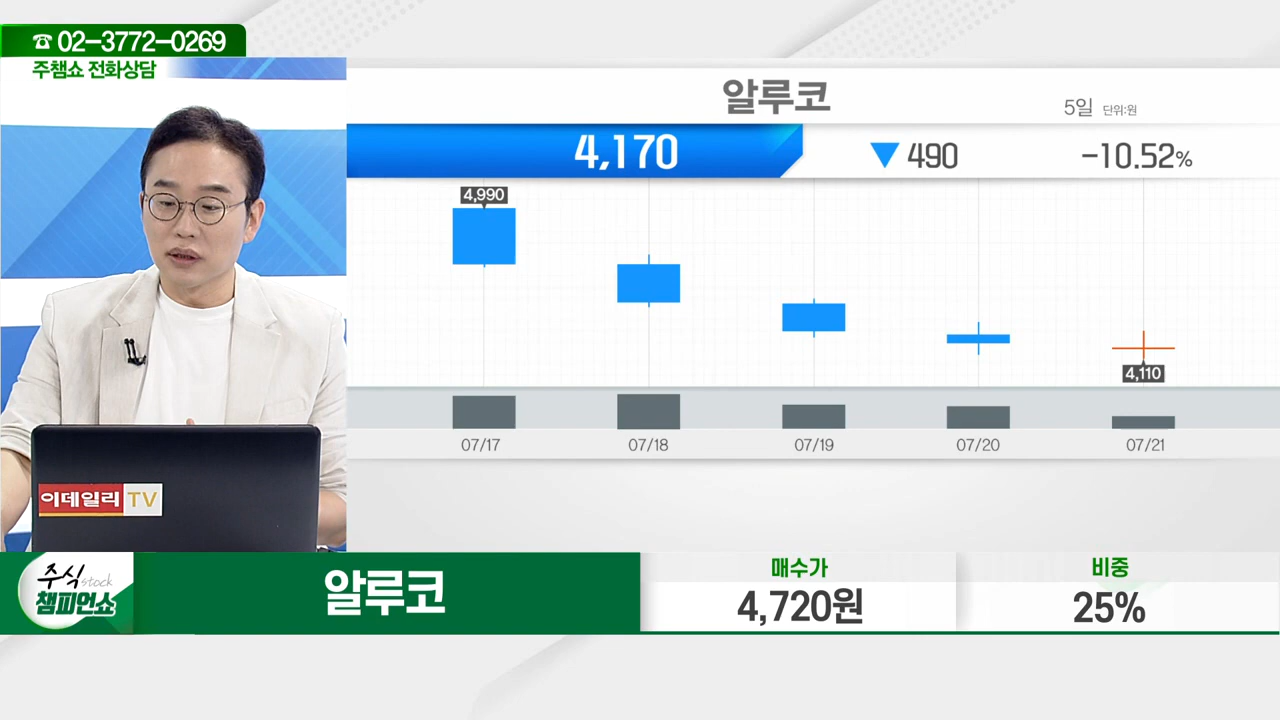 ☎ 02-3772-0269
주챔쇼 전화상담
알루코
5일 단위:원
4,170 ▼ 490 -10.52%
4,990
4,110
07/17 07/18 07/19 07/20 07/21
이데일리 TV
주식 stock
챔피언쇼
알루코
매수가
4,720원
비중
25%